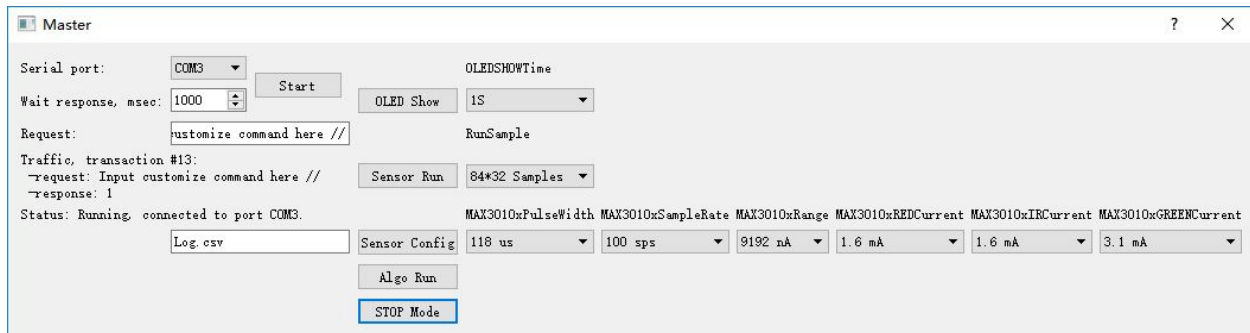 Master
Serial port: COM3 OLEDSHOWTime
Start
Wait response, msec: 1000 OLED Show 1S
Request: customize command here // RunSample
Traffic, transaction #13:
-request: Input customize command here // Sensor Run 84*32 Samples
-response: 1
Status: Running, connected to port COM3. MAX3010xPulseWidth MAX3010xSampleRate MAX3010xRange MAX3010xREDCurrent MAX3010xIRCurrent MAX3010xGREENCurrent
Log.csv Sensor Config 118 us 100 sps 9192 nA 1.6 mA 1.6 mA 3.1 mA
Algo Run
STOP Mode